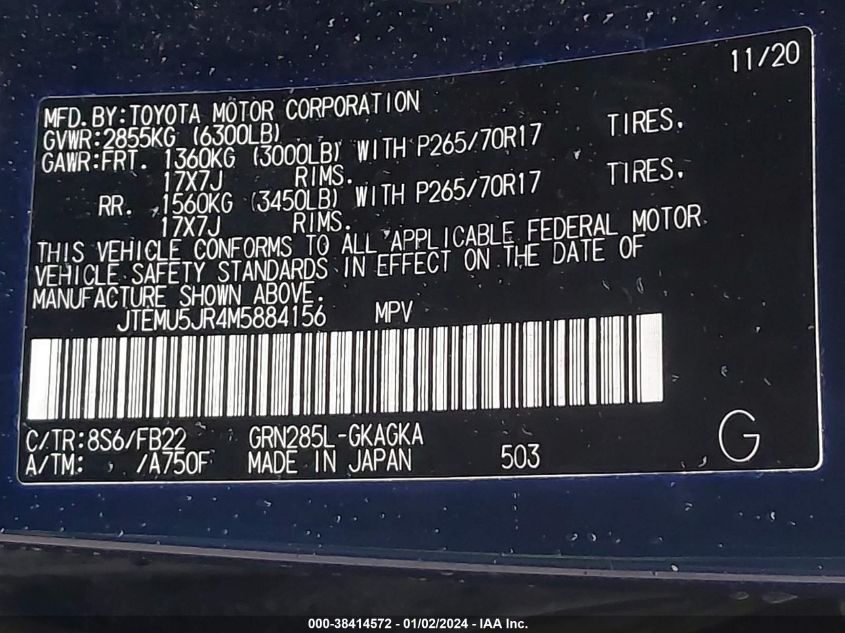 11/20
MFD. BY: TOYOTA MOTOR CORPORATION
GVWR: 2855KG (6300LB)
GAWR: FRT. 1360KG (3000LB) WITH P265/70R17 TIRES.
17X7J RIMS.
RR. 1560KG (3450LB) WITH P265/70R17 TIRES.
17X7J RIMS.
THIS VEHICLE CONFORMS TO ALL APPLICABLE FEDERAL MOTOR
VEHICLE SAFETY STANDARDS IN EFFECT ON THE DATE OF
MANUFACTURE SHOWN ABOVE.
JTEMU5JR4M5884156 MPV
C/TR: 8S6/FB22 GRN285L-GKAGKA
A/TM: /A750F MADE IN JAPAN 503
G
000-38414572 - 01/02/2024 - IAA Inc.